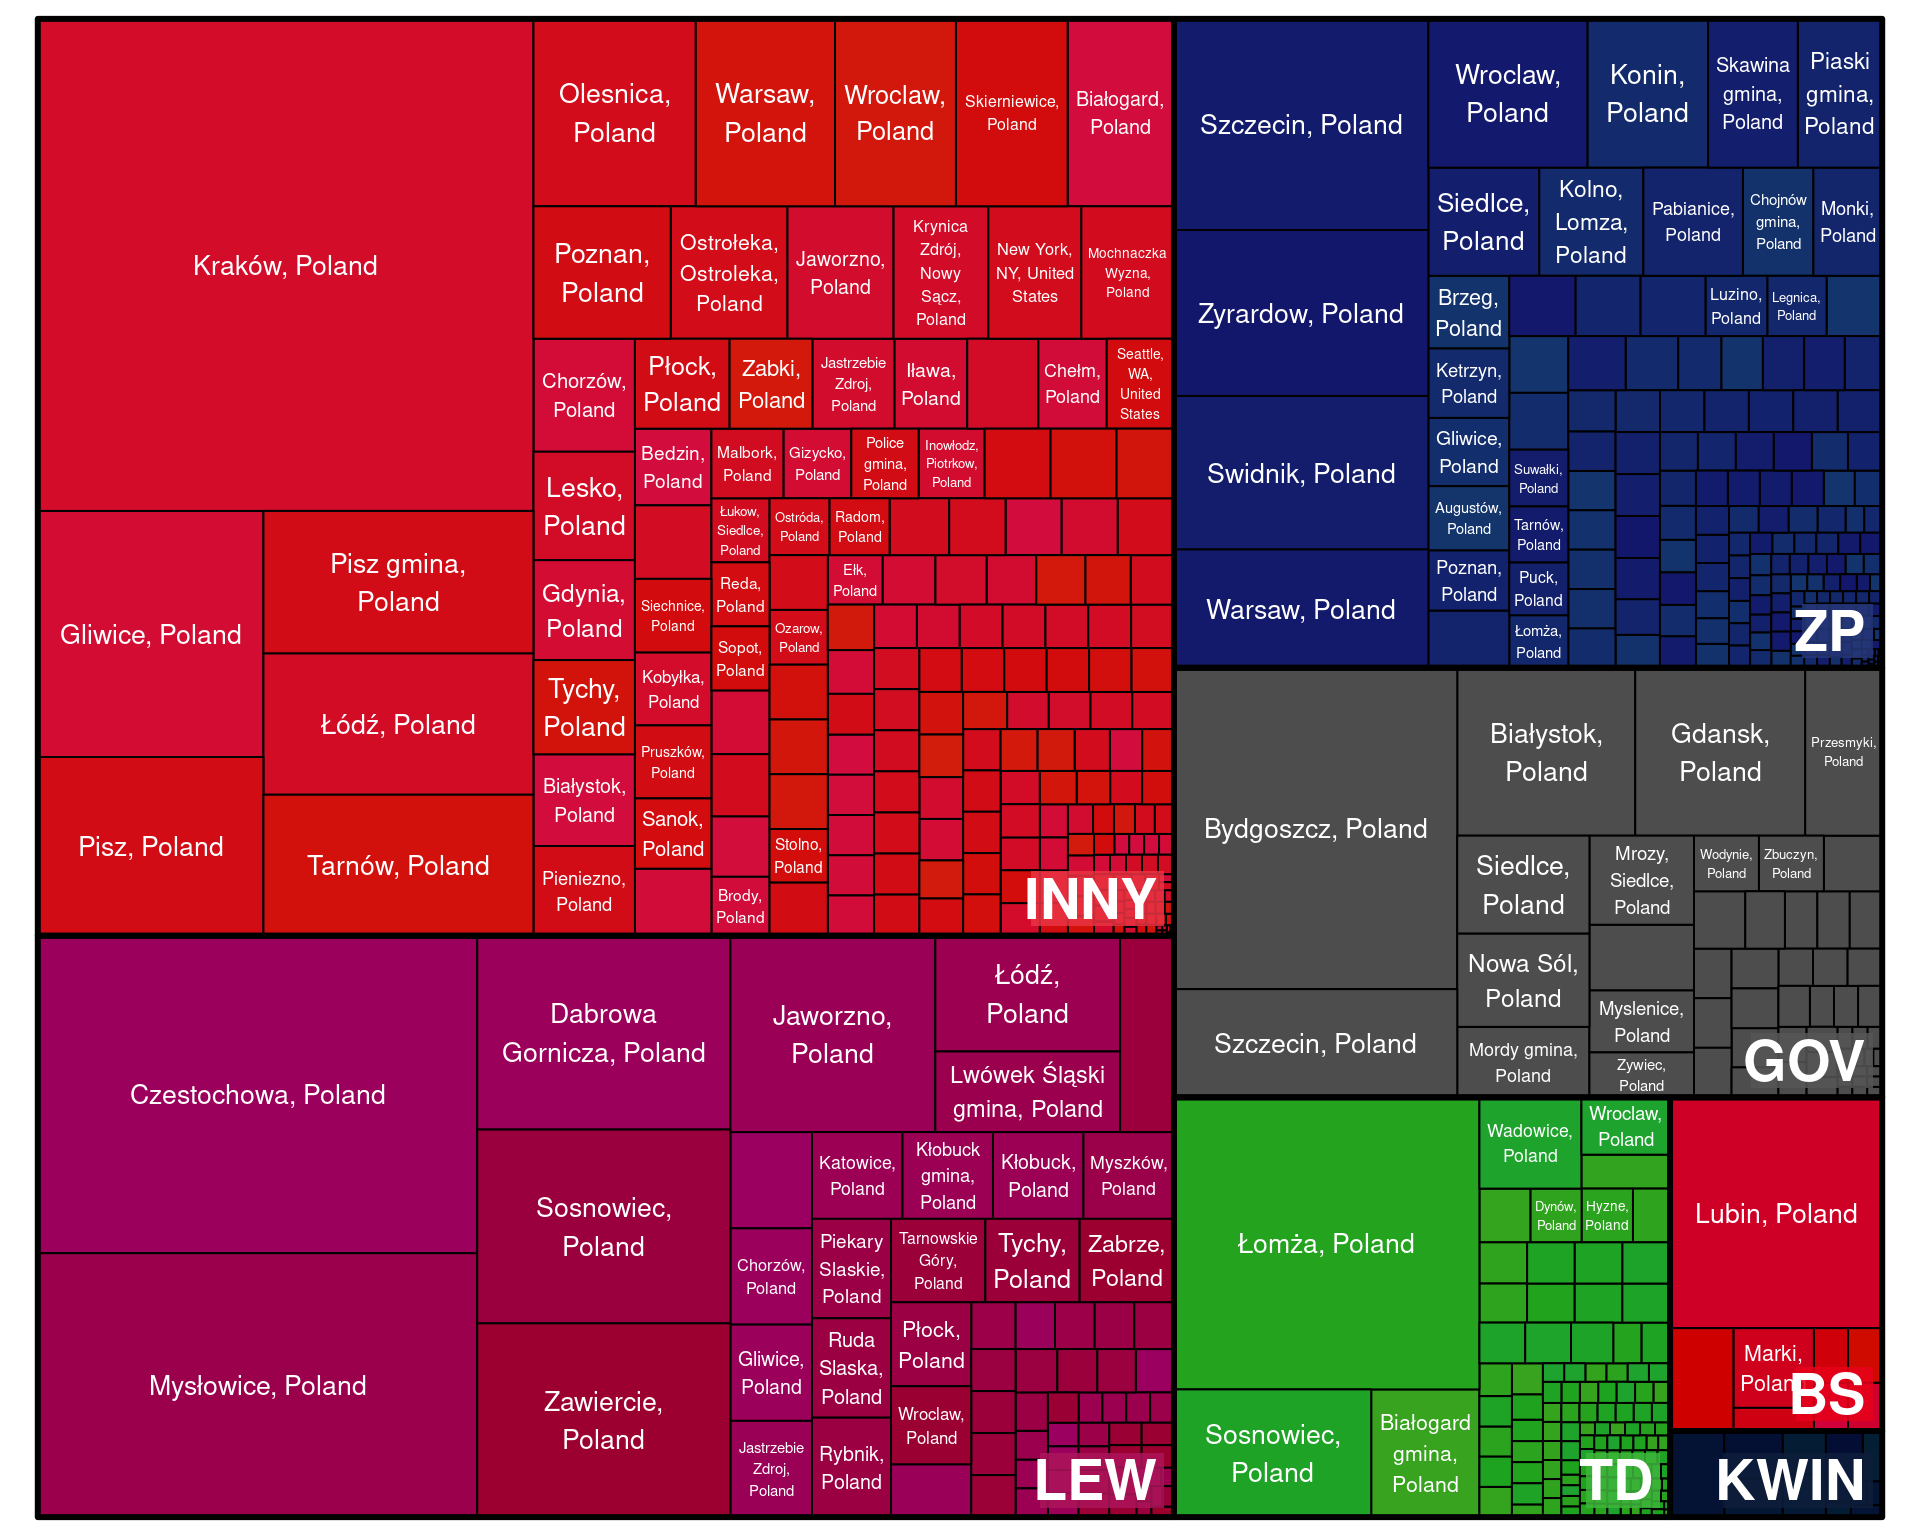 Kraków, Poland
Gliwice, Poland
Pisz, Poland
Pisz gmina,
Poland
Łódź, Poland
Tarnów, Poland
Olesnica,
Poland
Warsaw,
Poland
Wroclaw,
Poland
Skierniewice,
Poland
Białogard,
Poland
Poznan,
Poland
Ostrołeka,
Ostroleka,
Poland
Jaworzno,
Poland
Krynica
Zdrój,
Nowy
Sącz,
Poland
New York,
NY, United
States
Mochnaczka
Wyzna,
Poland
Chorzów,
Poland
Płock,
Poland
Zabki,
Poland
Jastrzebie
Zdroj,
Poland
Iława,
Poland
Chełm,
Poland
Seattle,
WA,
United
States
Lesko,
Poland
Bedzin,
Poland
Malbork,
Poland
Gizycko,
Poland
Police
gmina,
Poland
Inowłodz,
Piotrkow,
Poland
Łukow,
Siedlce,
Poland
Ostróda,
Poland
Radom,
Poland
Gdynia,
Poland
Siechnice,
Poland
Reda,
Poland
Ełk,
Poland
Ozarow,
Poland
Sopot,
Poland
Kobyłka,
Poland
Tychy,
Poland
Pruszków,
Poland
Białystok,
Poland
Sanok,
Poland
Stolno,
Poland
Pieniezno,
Poland
Brody,
Poland
INNY
Szczecin, Poland
Zyrardow, Poland
Swidnik, Poland
Warsaw, Poland
Wroclaw,
Poland
Konin,
Poland
Skawina
gmina,
Poland
Piaski
gmina,
Poland
Siedlce,
Poland
Kolno,
Lomza,
Poland
Pabianice,
Poland
Chojnów
gmina,
Poland
Monki,
Poland
Brzeg,
Poland
Luzino,
Poland
Legnica,
Poland
Ketrzyn,
Poland
Gliwice,
Poland
Suwałki,
Poland
Augustów,
Poland
Tarnów,
Poland
Poznan,
Poland
Puck,
Poland
Łomża,
Poland
ZP
Bydgoszcz, Poland
Szczecin, Poland
Białystok,
Poland
Gdansk,
Poland
Przesmyki,
Poland
Siedlce,
Poland
Mrozy,
Siedlce,
Poland
Wodynie,
Poland
Zbuczyn,
Poland
Nowa Sól,
Poland
Myslenice,
Poland
Mordy gmina,
Poland
Zywiec,
Poland
GOV
Czestochowa, Poland
Mysłowice, Poland
Dabrowa
Gornicza, Poland
Sosnowiec,
Poland
Zawiercie,
Poland
Jaworzno,
Poland
Łódź,
Poland
Lwówek Śląski
gmina, Poland
Katowice,
Poland
Kłobuck
gmina,
Poland
Kłobuck,
Poland
Myszków,
Poland
Chorzów,
Poland
Piekary
Slaskie,
Poland
Tarnowskie
Góry,
Poland
Tychy,
Poland
Zabrze,
Poland
Gliwice,
Poland
Ruda
Slaska,
Poland
Płock,
Poland
Jastrzebie
Zdroj,
Poland
Rybnik,
Poland
Wroclaw,
Poland
LEW
Łomża, Poland
Sosnowiec,
Poland
Białogard
gmina,
Poland
Wadowice,
Poland
Wroclaw,
Poland
Dynów,
Poland
Hyzne,
Poland
TD
Lubin, Poland
Marki,
Poland
BS
KWIN